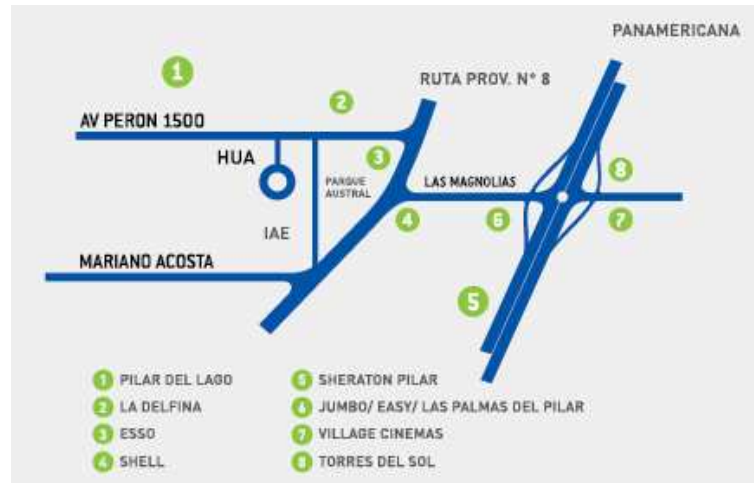 PANAMERICANA
1
RUTA PROV. N° 8
2
AV PERON 1500
3
HUA
8
PARQUE
AUSTRAL
LAS MAGNOLIAS
4
6
7
IAE
MARIANO ACOSTA
5
1 PILAR DEL LAGO
2 LA DELFINA
3 ESSO
4 SHELL
5 SHERATON PILAR
6 JUMBO/ EASY/ LAS PALMAS DEL PILAR
7 VILLAGE CINEMAS
8 TORRES DEL SOL